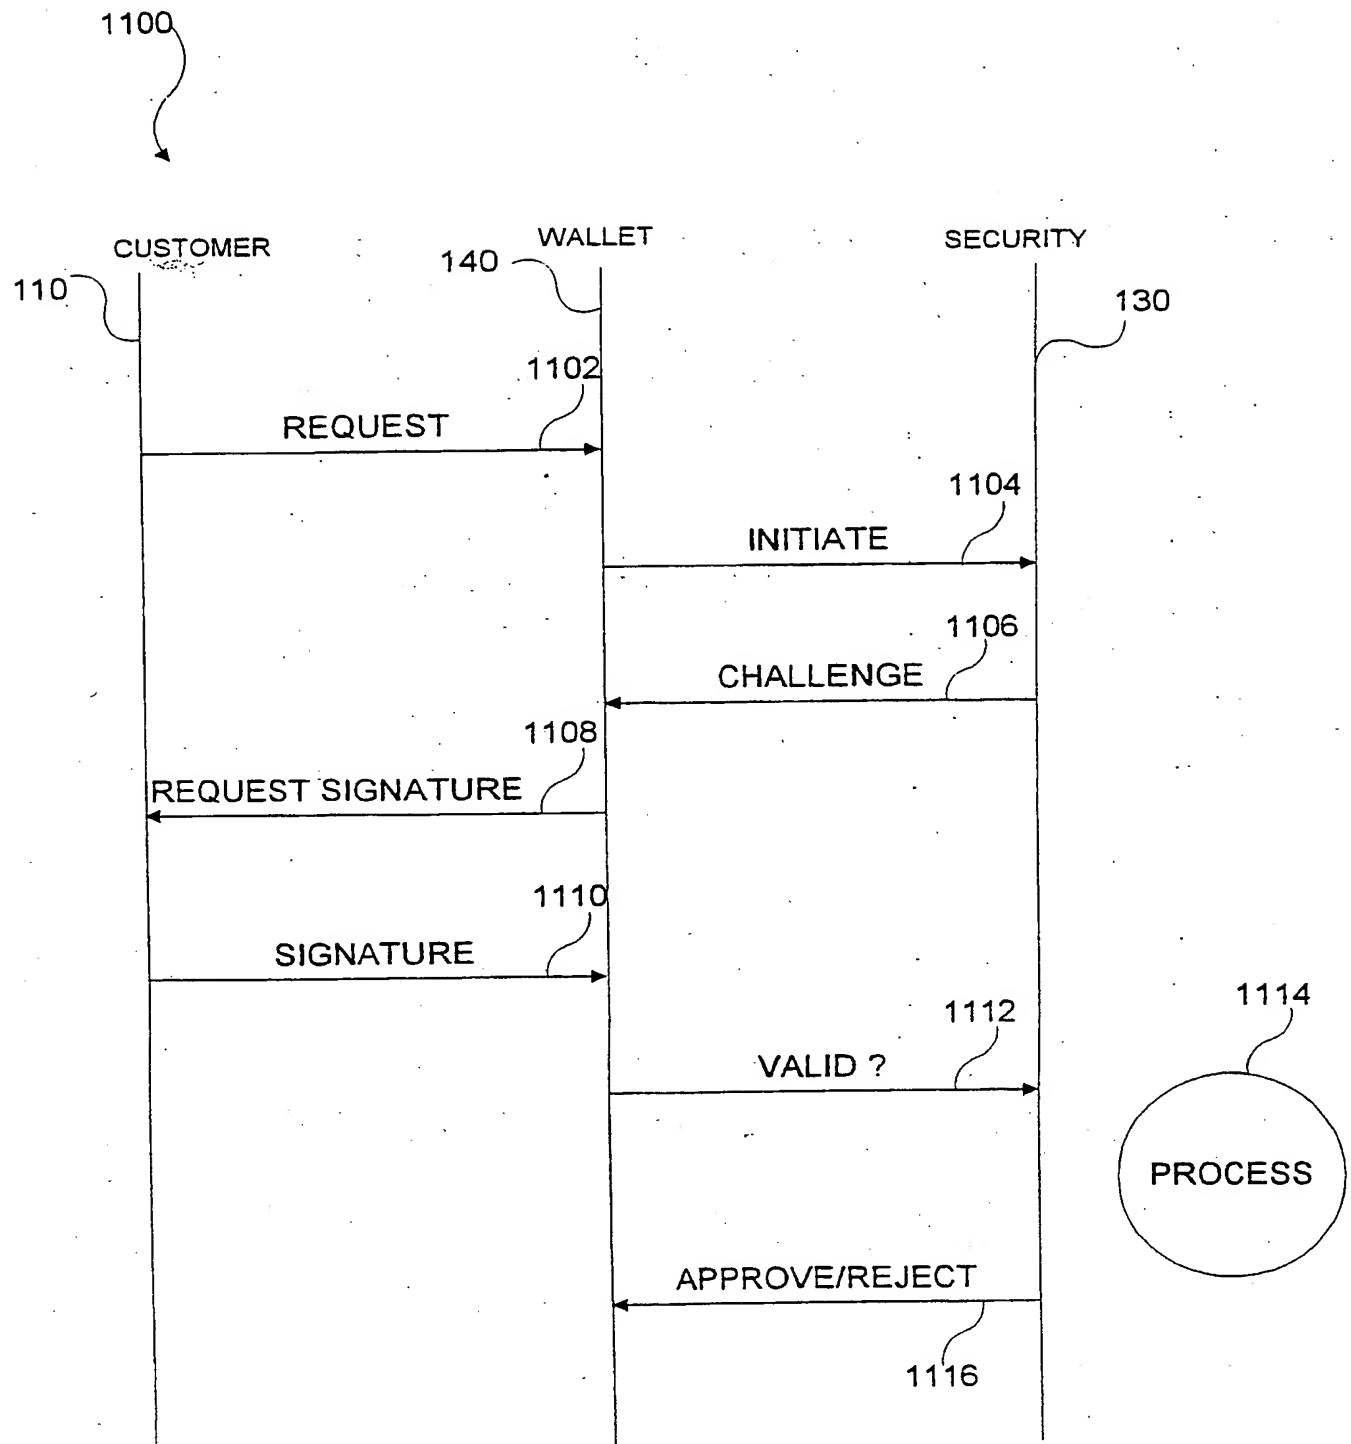 1100
CUSTOMER
WALLET
SECURITY
110
140
130
1102
REQUEST
1104
INITIATE
1106
CHALLENGE
1108
REQUEST SIGNATURE
1110
SIGNATURE
1112
VALID ?
1114
PROCESS
APPROVE/REJECT
1116